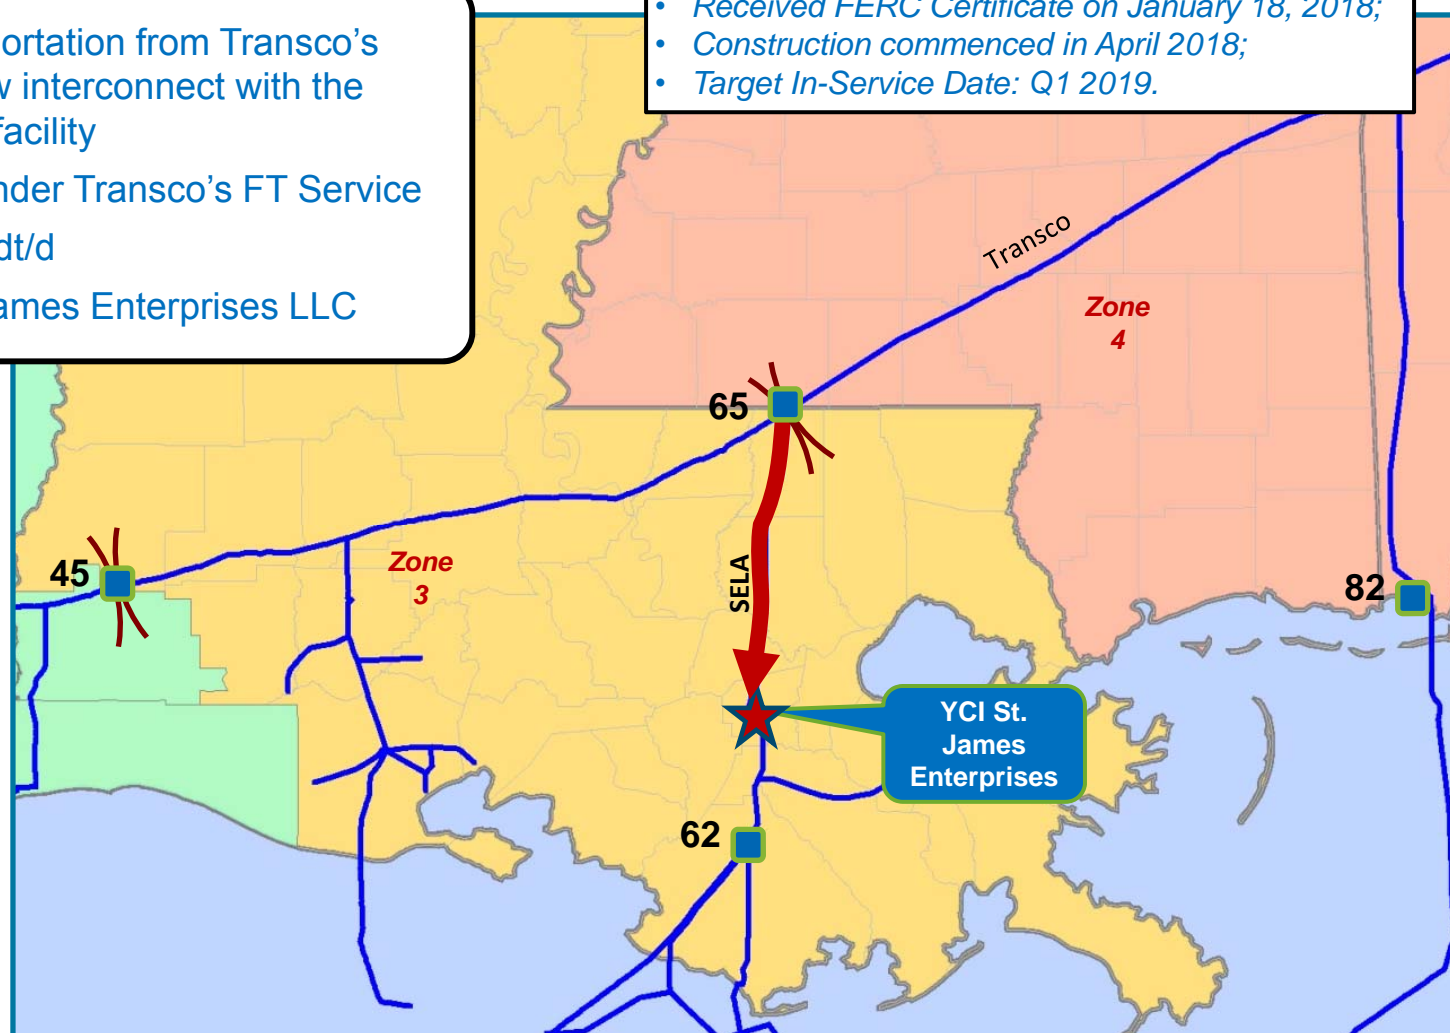 ortation from Transco’s
w interconnect with the
facility
nder Transco’s FT Service
dt/d
ames Enterprises LLC
• Received FERC Certificate on January 18, 2018;
• Construction commenced in April 2018;
• Target In-Service Date: Q1 2019.
Transco
Zone
4
65
45
Zone
3
SELA
82
YCI St.
James
Enterprises
62